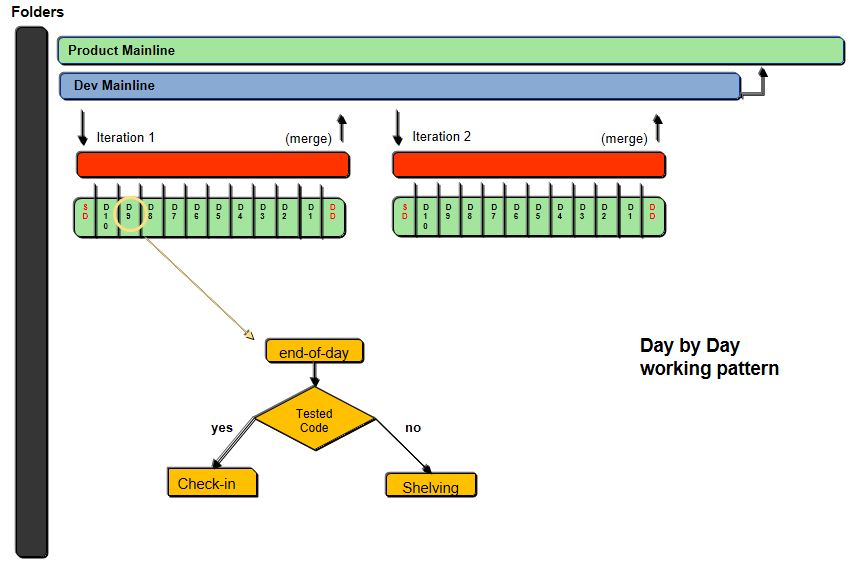 Folders
Product Mainline
Dev Mainline
Iteration 1
(merge)
Iteration 2
(merge)
SD D10 D9 D8 D7 D6 D5 D4 D3 D2 D1 DD
SD D10 D9 D8 D7 D6 D5 D4 D3 D2 D1 DD
end-of-day
Day by Day
working pattern
Tested
Code
yes
no
Check-in
Shelving